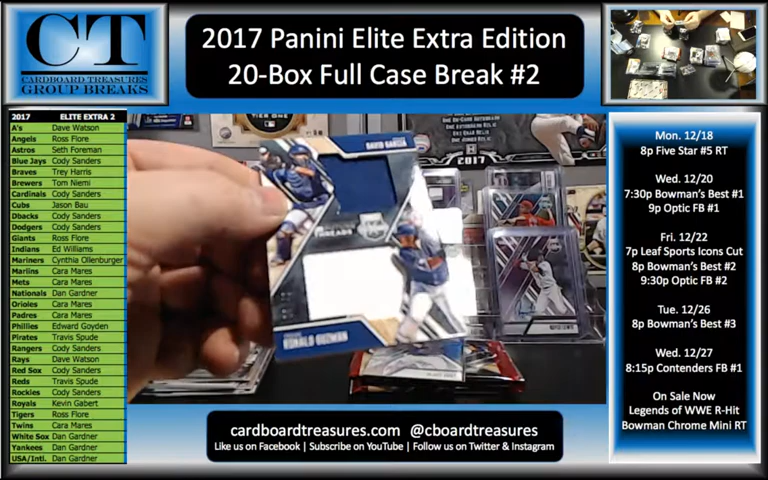 CT
CARDBOARD TREASURES
GROUP BREAKS
2017 Panini Elite Extra Edition
20-Box Full Case Break #2
2017 ELITE EXTRA 2
A's Dave Watson
Angels Ross Flore
Astros Seth Foreman
Blue Jays Cody Sanders
Braves Trey Harris
Brewers Tom Niemi
Cardinals Cody Sanders
Cubs Jason Bau
Dbacks Cody Sanders
Dodgers Cody Sanders
Giants Ross Flore
Indians Ed Williams
Mariners Cynthia Ollenburger
Marlins Cara Mares
Mets Cara Mares
Nationals Dan Gardner
Orioles Cara Mares
Padres Cara Mares
Phillies Edward Goyden
Pirates Travis Spude
Rangers Cody Sanders
Rays Dave Watson
Red Sox Cody Sanders
Reds Travis Spude
Rockies Cody Sanders
Royals Kevin Gabert
Tigers Ross Flore
Twins Cara Mares
White Sox Dan Gardner
Yankees Dan Gardner
USA/Intl. Dan Gardner
TIER ONE
2017
DAVID GARCIA
THREADS
RONALD GUZMAN
Mon. 12/18
8p Five Star #5 RT
Wed. 12/20
7:30p Bowman's Best #1
9p Optic FB #1
Fri. 12/22
7p Leaf Sports Icons Cut
8p Bowman's Best #2
9:30p Optic FB #2
Tue. 12/26
8p Bowman's Best #3
Wed. 12/27
8:15p Contenders FB #1
On Sale Now
Legends of WWE R-Hit
Bowman Chrome Mini RT
cardboardtreasures.com @cboardtreasures
Like us on Facebook | Subscribe on YouTube | Follow us on Twitter & Instagram